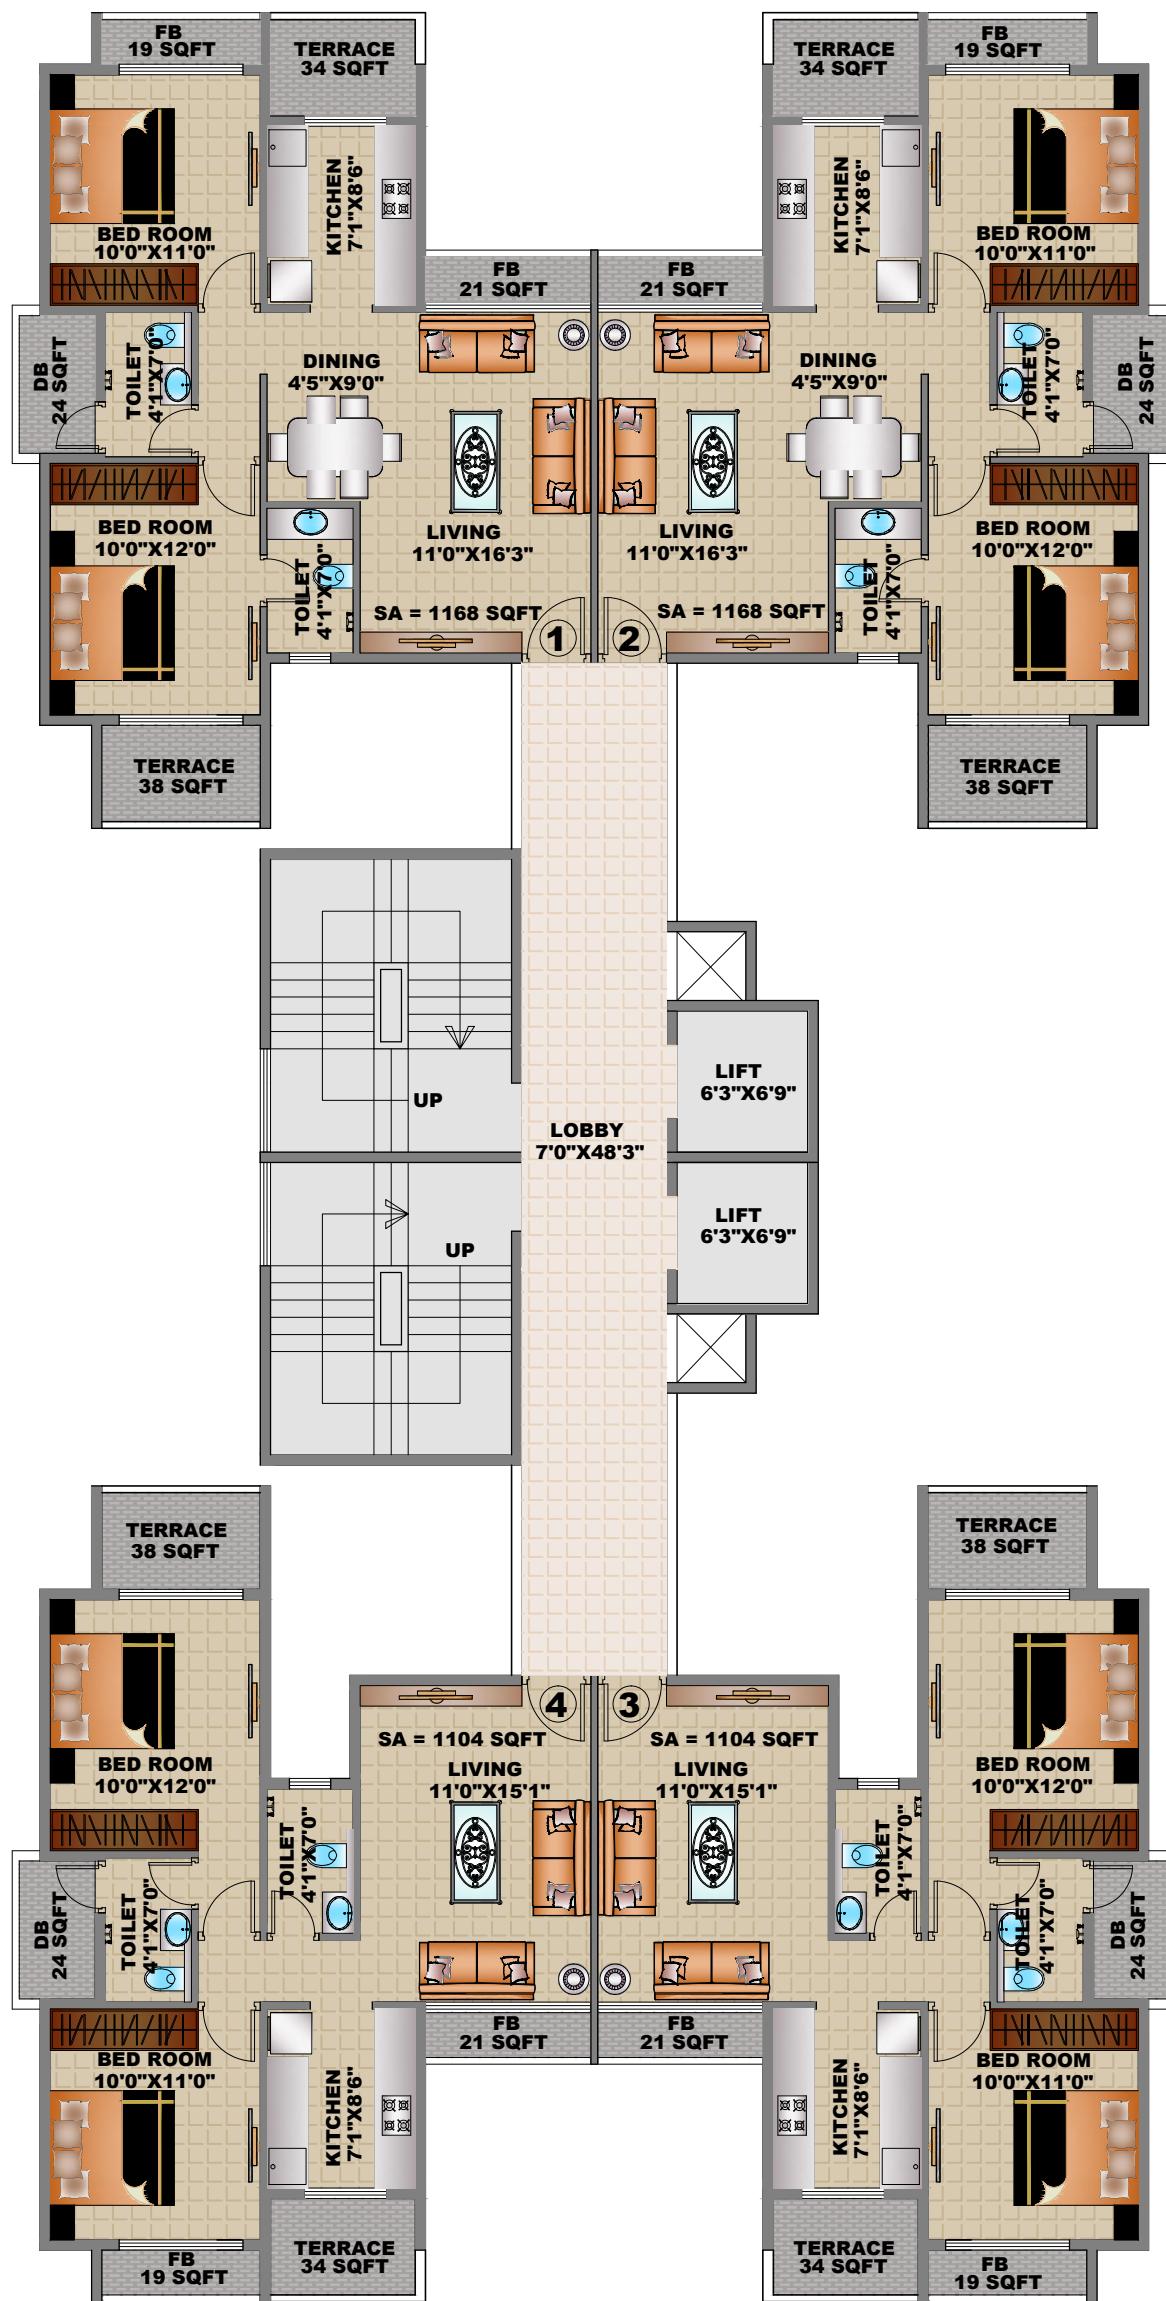 FB
19 SQFT
TERRACE
34 SQFT
TERRACE
34 SQFT
FB
19 SQFT
KITCHEN
7'1"X8'6"
KITCHEN
7'1"X8'6"
BED ROOM
10'0"X11'0"
BED ROOM
10'0"X11'0"
FB
21 SQFT
FB
21 SQFT
DB
24 SQFT
TOILET
4'1"X7'0"
DINING
4'5"X9'0"
DINING
4'5"X9'0"
TOILET
4'1"X7'0"
DB
24 SQFT
BED ROOM
10'0"X12'0"
LIVING
11'0"X16'3"
LIVING
11'0"X16'3"
BED ROOM
10'0"X12'0"
TOILET
4'1"X7'0"
TOILET
4'1"X7'0"
SA = 1168 SQFT
SA = 1168 SQFT
1
2
TERRACE
38 SQFT
TERRACE
38 SQFT
UP
LIFT
6'3"X6'9"
LOBBY
7'0"X48'3"
UP
LIFT
6'3"X6'9"
TERRACE
38 SQFT
TERRACE
38 SQFT
4
3
SA = 1104 SQFT
SA = 1104 SQFT
BED ROOM
10'0"X12'0"
LIVING
11'0"X15'1"
LIVING
11'0"X15'1"
BED ROOM
10'0"X12'0"
TOILET
4'1"X7'0"
TOILET
4'1"X7'0"
DB
24 SQFT
TOILET
4'1"X7'0"
TOILET
4'1"X7'0"
DB
24 SQFT
FB
21 SQFT
FB
21 SQFT
BED ROOM
10'0"X11'0"
KITCHEN
7'1"X8'6"
KITCHEN
7'1"X8'6"
BED ROOM
10'0"X11'0"
FB
19 SQFT
TERRACE
34 SQFT
TERRACE
34 SQFT
FB
19 SQFT